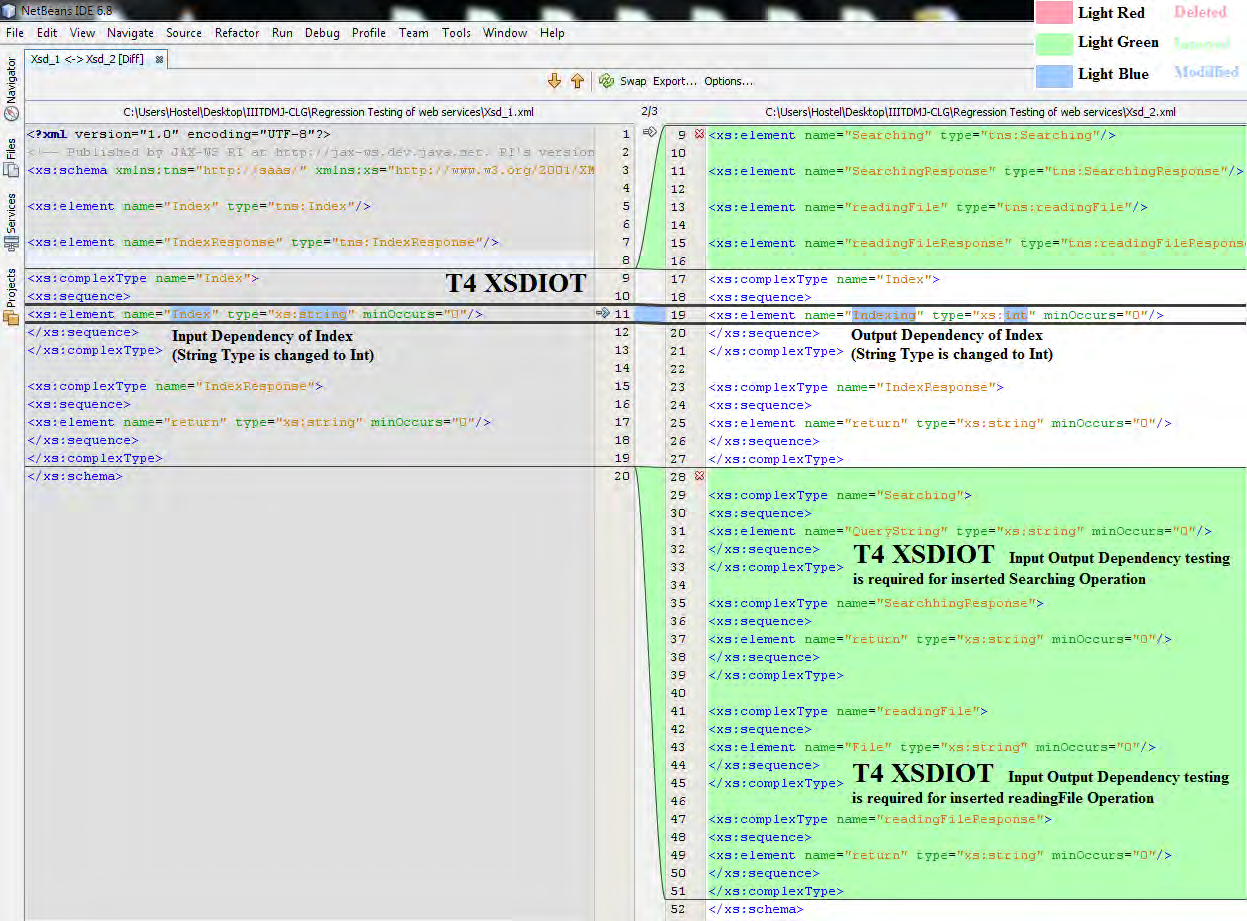 NetBeans IDE 6.8
Light Red Deleted
File Edit View Navigate Source Refactor Run Debug Profile Team Tools Window Help
Light Green Inserted
Light Blue Modiffied
Xsd_1 <-> Xsd_2 [Diff]
Swap Export... Options...
Navigator
Files
Services
Projects
C:\Users\Hostel\Desktop\IIITDMJ-CLG\Regression Testing of web services\Xsd_1.xml
2/3
C:\Users\Hostel\Desktop\IIITDMJ-CLG\Regression Testing of web services\Xsd_2.xml
<?xml version="1.0" encoding="UTF-8"?> 1
<!-- Published by JAX-WS RI at http://jax-ws.dev.java.net. RI's version 2
<xs:schema xmlns:tns="http://saas/" xmlns:xs="http://www.w3.org/2001/XM 3
4
<xs:element name="Index" type="tns:Index"/> 5
6
<xs:element name="IndexResponse" type="tns:IndexResponse"/> 7
8
<xs:complexType name="Index"> 9
T4 XSDIOT
<xs:sequence> 10
<xs:element name="Index" type="xs:string" minOccurs="0"/> 11
</xs:sequence> 12
Input Dependency of Index
</xs:complexType> 13
(String Type is changed to Int)
14
<xs:complexType name="IndexResponse"> 15
<xs:sequence> 16
<xs:element name="return" type="xs:string" minOccurs="0"/> 17
</xs:sequence> 18
</xs:complexType> 19
</xs:schema> 20
9 <xs:element name="Searching" type="tns:Searching"/>
10
11 <xs:element name="SearchingResponse" type="tns:SearchingResponse"/>
12
13 <xs:element name="readingFile" type="tns:readingFile"/>
14
15 <xs:element name="readingFileResponse" type="tns:readingFileRespons
16
17 <xs:complexType name="Index">
18 <xs:sequence>
19 <xs:element name="Indexing" type="xs:int" minOccurs="0"/>
20 </xs:sequence>
Output Dependency of Index
21 </xs:complexType>
(String Type is changed to Int)
22
23 <xs:complexType name="IndexResponse">
24 <xs:sequence>
25 <xs:element name="return" type="xs:string" minOccurs="0"/>
26 </xs:sequence>
27 </xs:complexType>
28
29 <xs:complexType name="Searching">
30 <xs:sequence>
31 <xs:element name="QueryString" type="xs:string" minOccurs="0"/>
32 </xs:sequence>
T4 XSDIOT Input Output Dependency testing
33 </xs:complexType>
is required for inserted Searching Operation
34
35 <xs:complexType name="SearchhingResponse">
36 <xs:sequence>
37 <xs:element name="return" type="xs:string" minOccurs="0"/>
38 </xs:sequence>
39 </xs:complexType>
40
41 <xs:complexType name="readingFile">
42 <xs:sequence>
43 <xs:element name="File" type="xs:string" minOccurs="0"/>
44 </xs:sequence>
T4 XSDIOT Input Output Dependency testing
45 </xs:complexType>
is required for inserted readingFile Operation
46
47 <xs:complexType name="readingFileResponse">
48 <xs:sequence>
49 <xs:element name="return" type="xs:string" minOccurs="0"/>
50 </xs:sequence>
51 </xs:complexType>
52 </xs:schema>